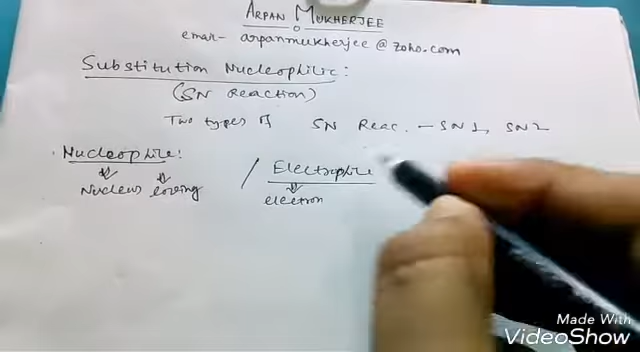 ARPAN MUKHERJEE
emai- arpanmukherjee@zoho.com
Substitution Nucleophilic:
(SN Reaction)
Two types of SN Reac. - SN1, SN2
Nucleophile: / Electrophile
Nucleus loving electron
Made With
VideoShow